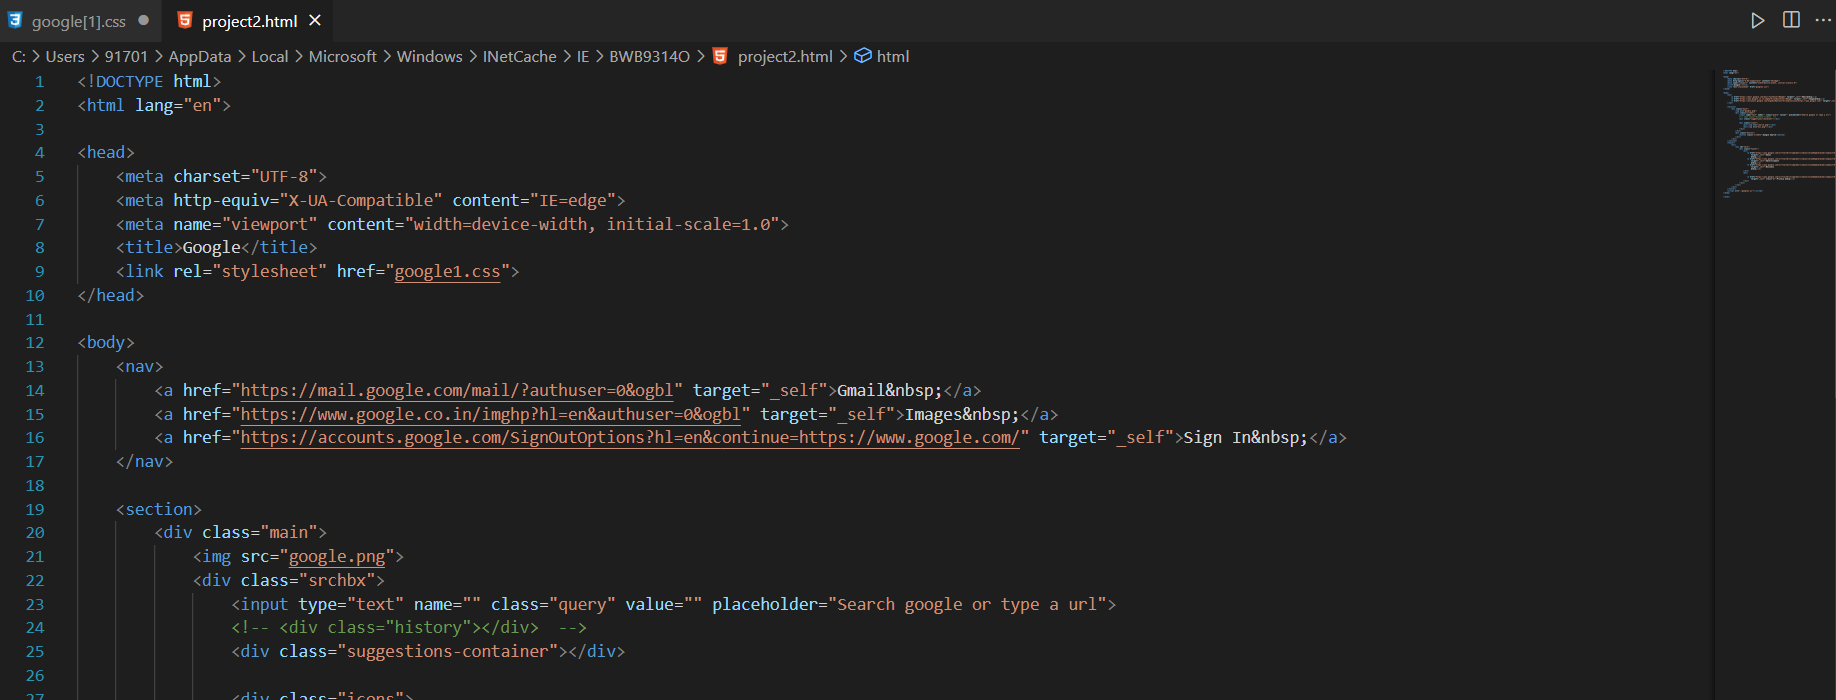 google[1].css ● project2.html ×
C: > Users > 91701 > AppData > Local > Microsoft > Windows > INetCache > IE > BWB9314O > project2.html > html
1 <!DOCTYPE html>
2 <html lang="en">
3
4 <head>
5 <meta charset="UTF-8">
6 <meta http-equiv="X-UA-Compatible" content="IE=edge">
7 <meta name="viewport" content="width=device-width, initial-scale=1.0">
8 <title>Google</title>
9 <link rel="stylesheet" href="google1.css">
10 </head>
11
12 <body>
13 <nav>
14 <a href="https://mail.google.com/mail/?authuser=0&ogbl" target="_self">Gmail&nbsp;</a>
15 <a href="https://www.google.co.in/imghp?hl=en&authuser=0&ogbl" target="_self">Images&nbsp;</a>
16 <a href="https://accounts.google.com/SignOutOptions?hl=en&continue=https://www.google.com/" target="_self">Sign In&nbsp;</a>
17 </nav>
18
19 <section>
20 <div class="main">
21 <img src="google.png">
22 <div class="srchbx">
23 <input type="text" name="" class="query" value="" placeholder="Search google or type a url">
24 <!-- <div class="history"></div>  -->
25 <div class="suggestions-container"></div>
26
27 <div class="icons">